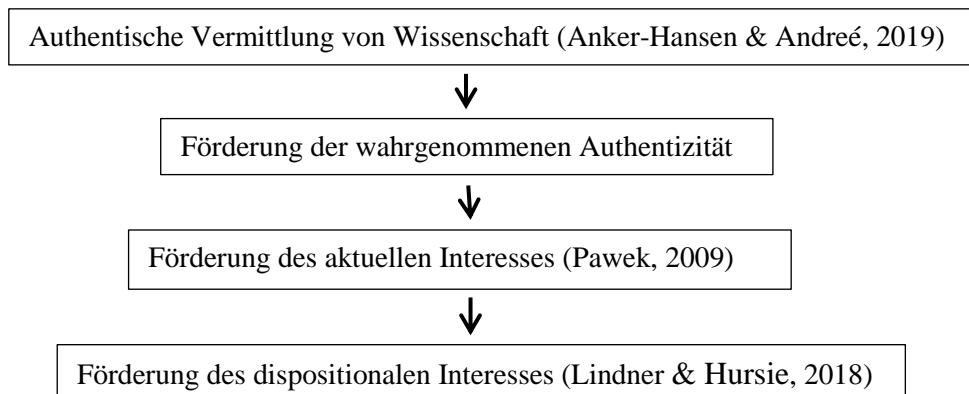 Authentische Vermittlung von Wissenschaft (Anker-Hansen & Andreé, 2019)
Förderung der wahrgenommenen Authentizität
Förderung des aktuellen Interesses (Pawek, 2009)
Förderung des dispositionalen Interesses (Lindner & Hursie, 2018)